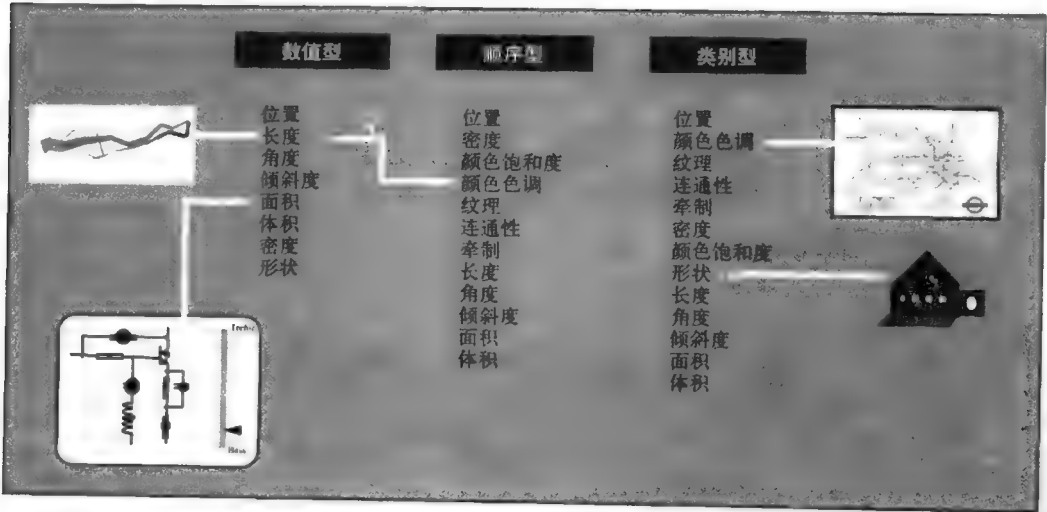 数值型
位置
长度
角度
倾斜度
面积
体积
密度
形状
顺序型
位置
密度
颜色饱和度
颜色色调
纹理
连通性
牵制
长度
角度
倾斜度
面积
体积
类别型
位置
颜色色调
纹理
连通性
牵制
密度
颜色饱和度
形状
长度
角度
倾斜度
面积
体积